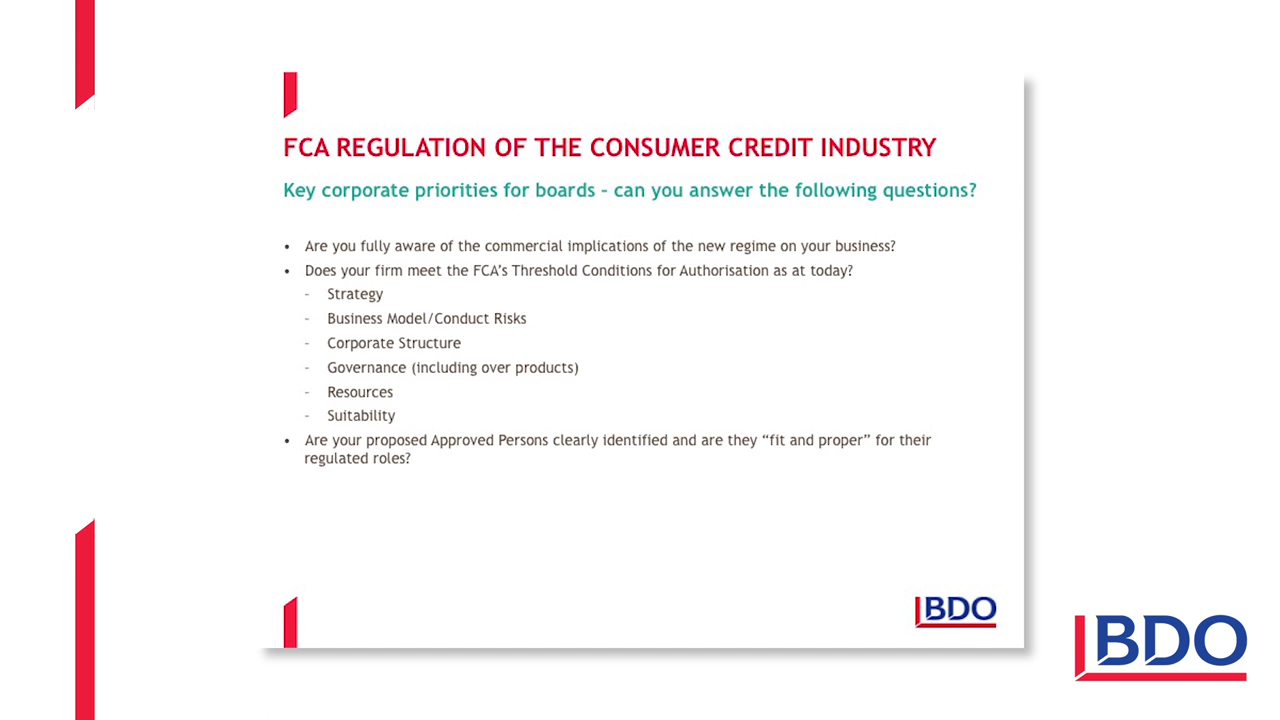 FCA REGULATION OF THE CONSUMER CREDIT INDUSTRY
Key corporate priorities for boards - can you answer the following questions?
• Are you fully aware of the commercial implications of the new regime on your business?
• Does your firm meet the FCA's Threshold Conditions for Authorisation as at today?
- Strategy
- Business Model/Conduct Risks
- Corporate Structure
- Governance (including over products)
- Resources
- Suitability
• Are your proposed Approved Persons clearly identified and are they “fit and proper” for their
regulated roles?
BDO
BDO